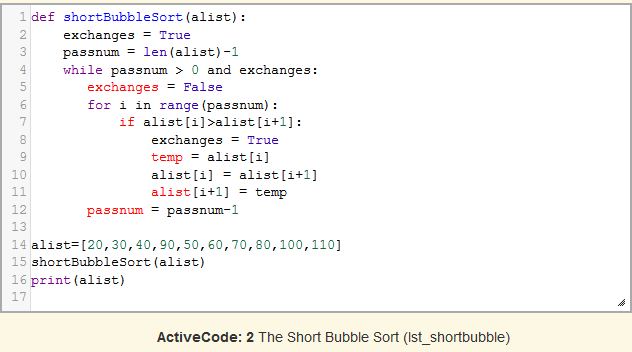 1 def shortBubbleSort(alist):
2     exchanges = True
3     passnum = len(alist)-1
4     while passnum > 0 and exchanges:
5        exchanges = False
6        for i in range(passnum):
7            if alist[i]>alist[i+1]:
8                exchanges = True
9                temp = alist[i]
10                alist[i] = alist[i+1]
11                alist[i+1] = temp
12        passnum = passnum-1
13
14 alist=[20,30,40,90,50,60,70,80,100,110]
15 shortBubbleSort(alist)
16 print(alist)
17
ActiveCode: 2 The Short Bubble Sort (lst_shortbubble)